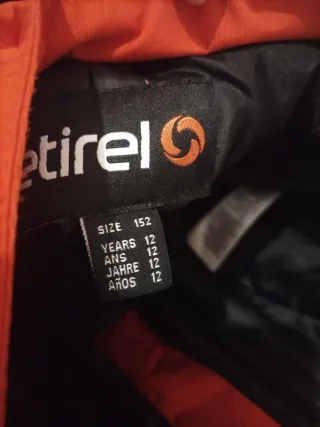 etirel
SIZE 152
YEARS 12
ANS 12
JAHRE 12
AÑOS 12